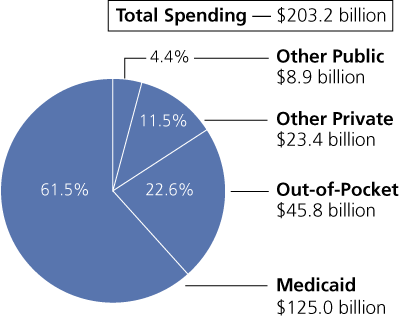 Total Spending — $203.2 billion
4.4%
Other Public
$8.9 billion
11.5%
Other Private
$23.4 billion
61.5%
22.6%
Out-of-Pocket
$45.8 billion
Medicaid
$125.0 billion